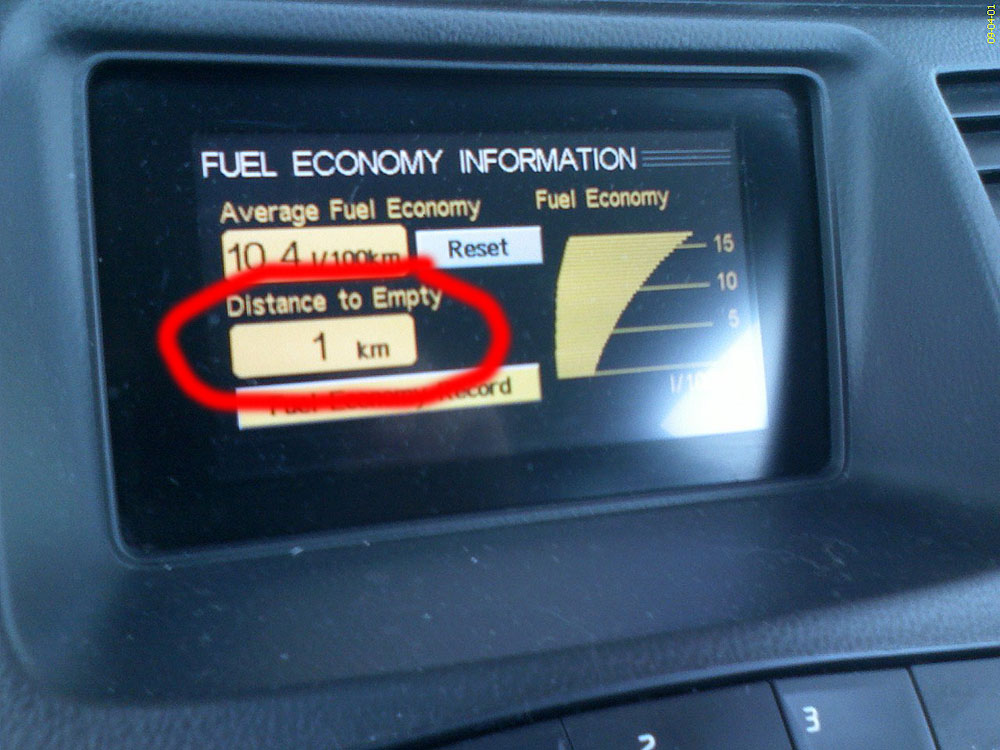 09-04-01
FUEL ECONOMY INFORMATION
Average Fuel Economy
10.4 l/100km
Reset
Distance to Empty
1 km
Fuel Economy Record
Fuel Economy
15
10
5
2
3